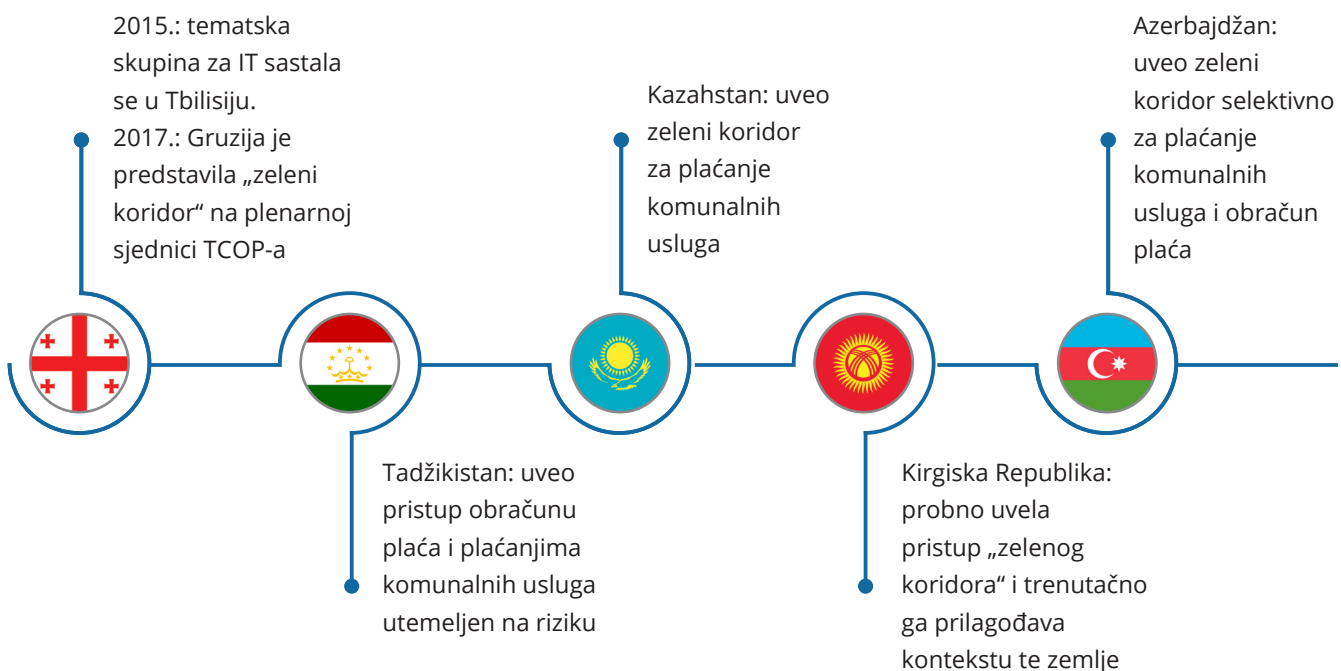 2015.: tematska
skupina za IT sastala
se u Tbilisiju.
2017.: Gruzija je
predstavila „zeleni
koridor“ na plenarnoj
sjednici TCOP-a
Tadžikistan: uveo
pristup obračunu
plaća i plaćanjima
komunalnih usluga
utemeljen na riziku
Kazahstan: uveo
zeleni koridor
za plaćanje
komunalnih
usluga
Kirgiska Republika:
probno uvela
pristup „zelenog
koridora“ i trenutačno
ga prilagođava
kontekstu te zemlje
Azerbajdžan:
uveo zeleni
koridor selektivno
za plaćanje
komunalnih
usluga i obračun
plaća